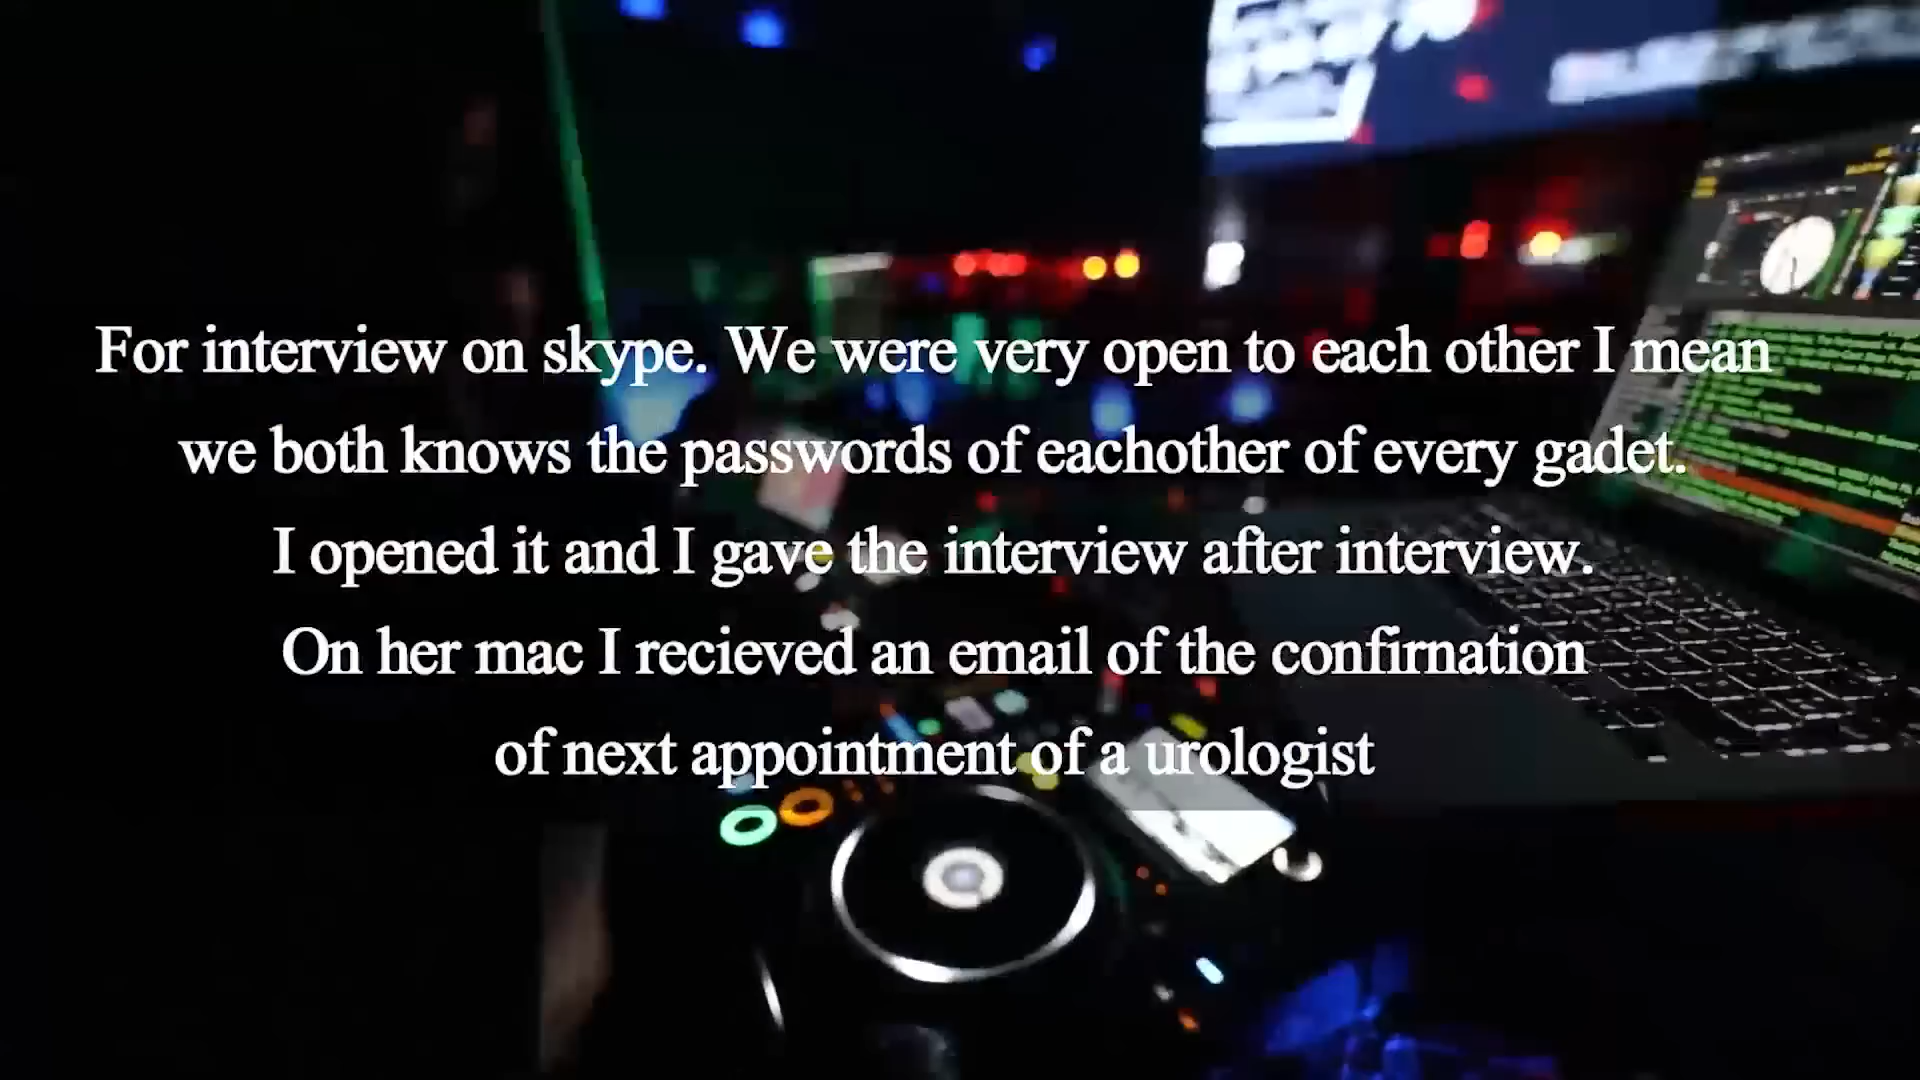 For interview on skype. We were very open to each other I mean
we both knows the passwords of eachother of every gadet.
I opened it and I gave the interview after interview.
On her mac I recieved an email of the confirnation
of next appointment of a urologist